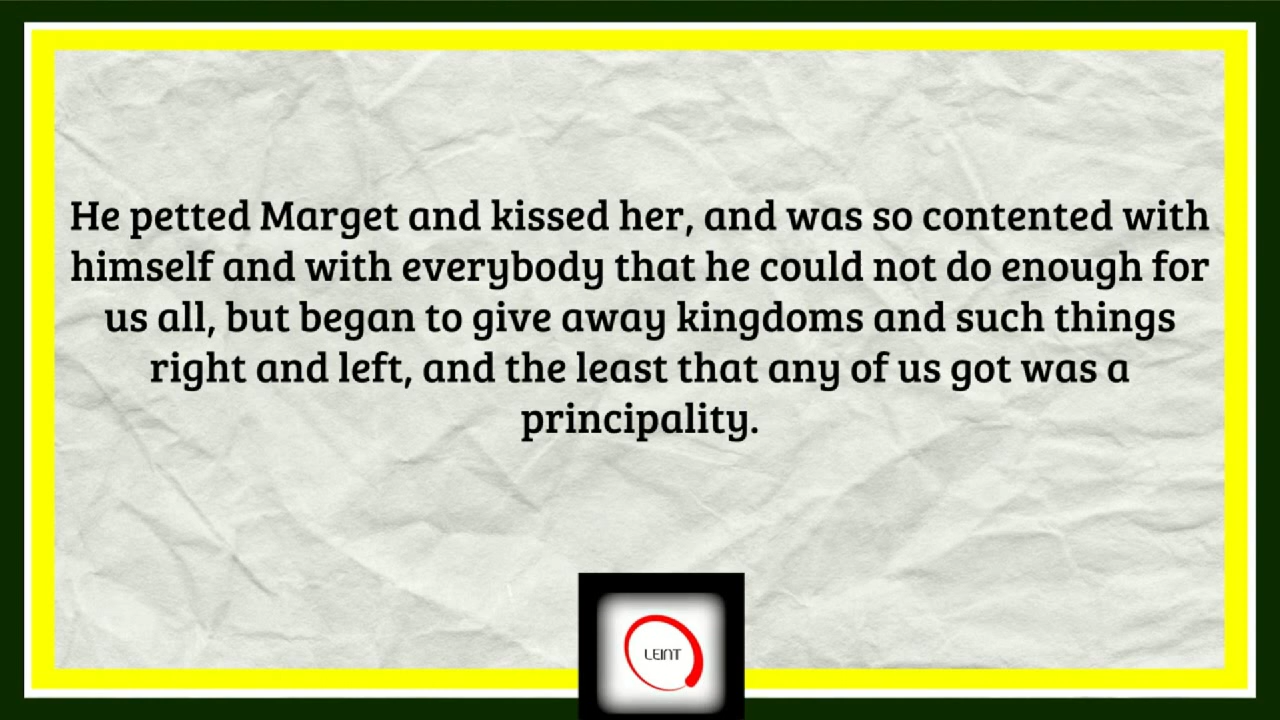 He petted Marget and kissed her, and was so contented with
himself and with everybody that he could not do enough for
us all, but began to give away kingdoms and such things
right and left, and the least that any of us got was a
principality.
LEINT